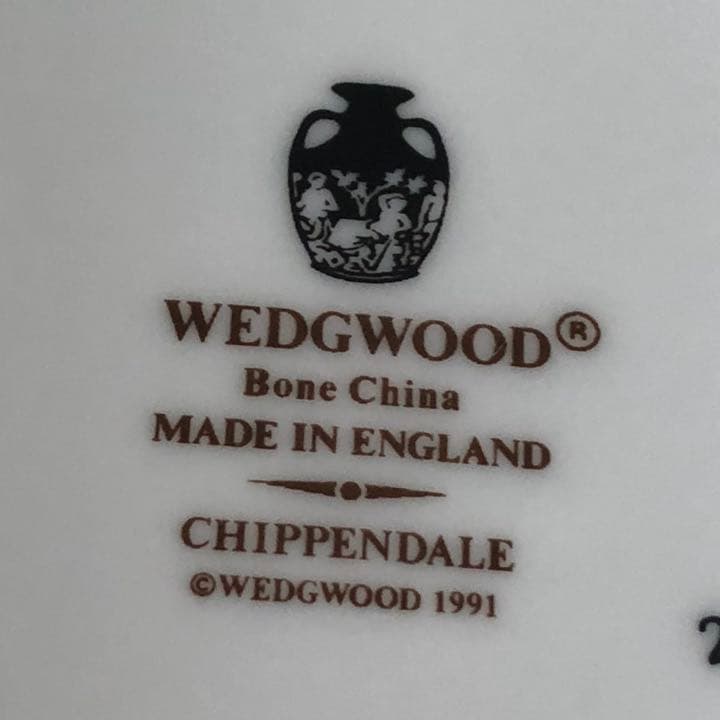 WEDGWOOD®
Bone China
MADE IN ENGLAND
CHIPPENDALE
©WEDGWOOD 1991